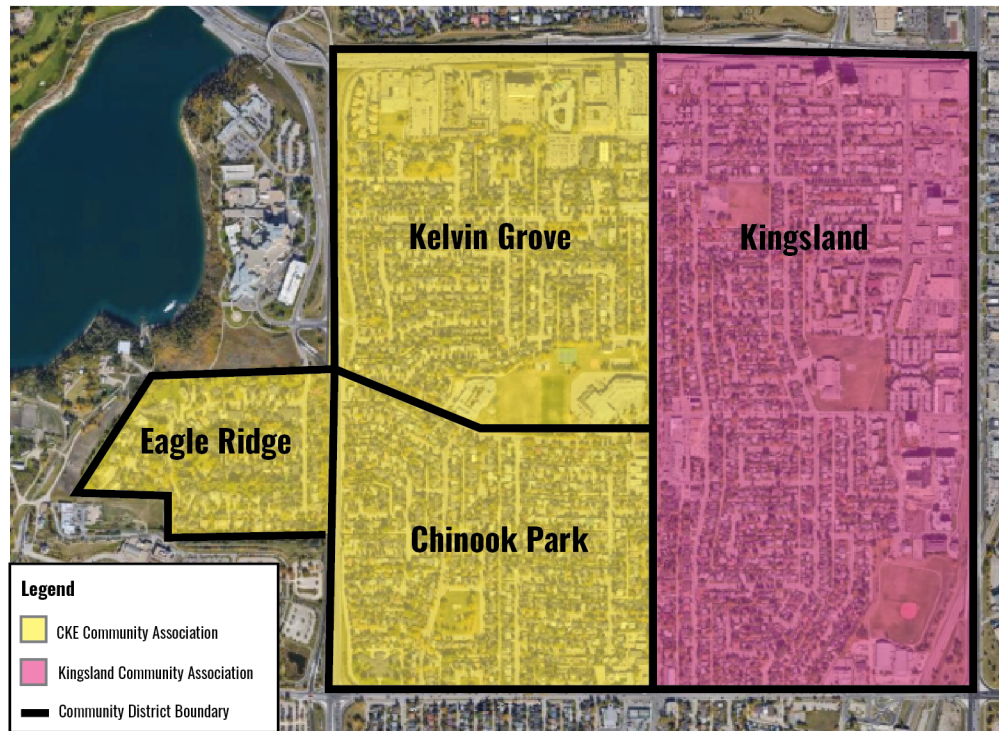 Kelvin Grove
Kingsland
Eagle Ridge
Chinook Park
Legend
CKE Community Association
Kingsland Community Association
Community District Boundary